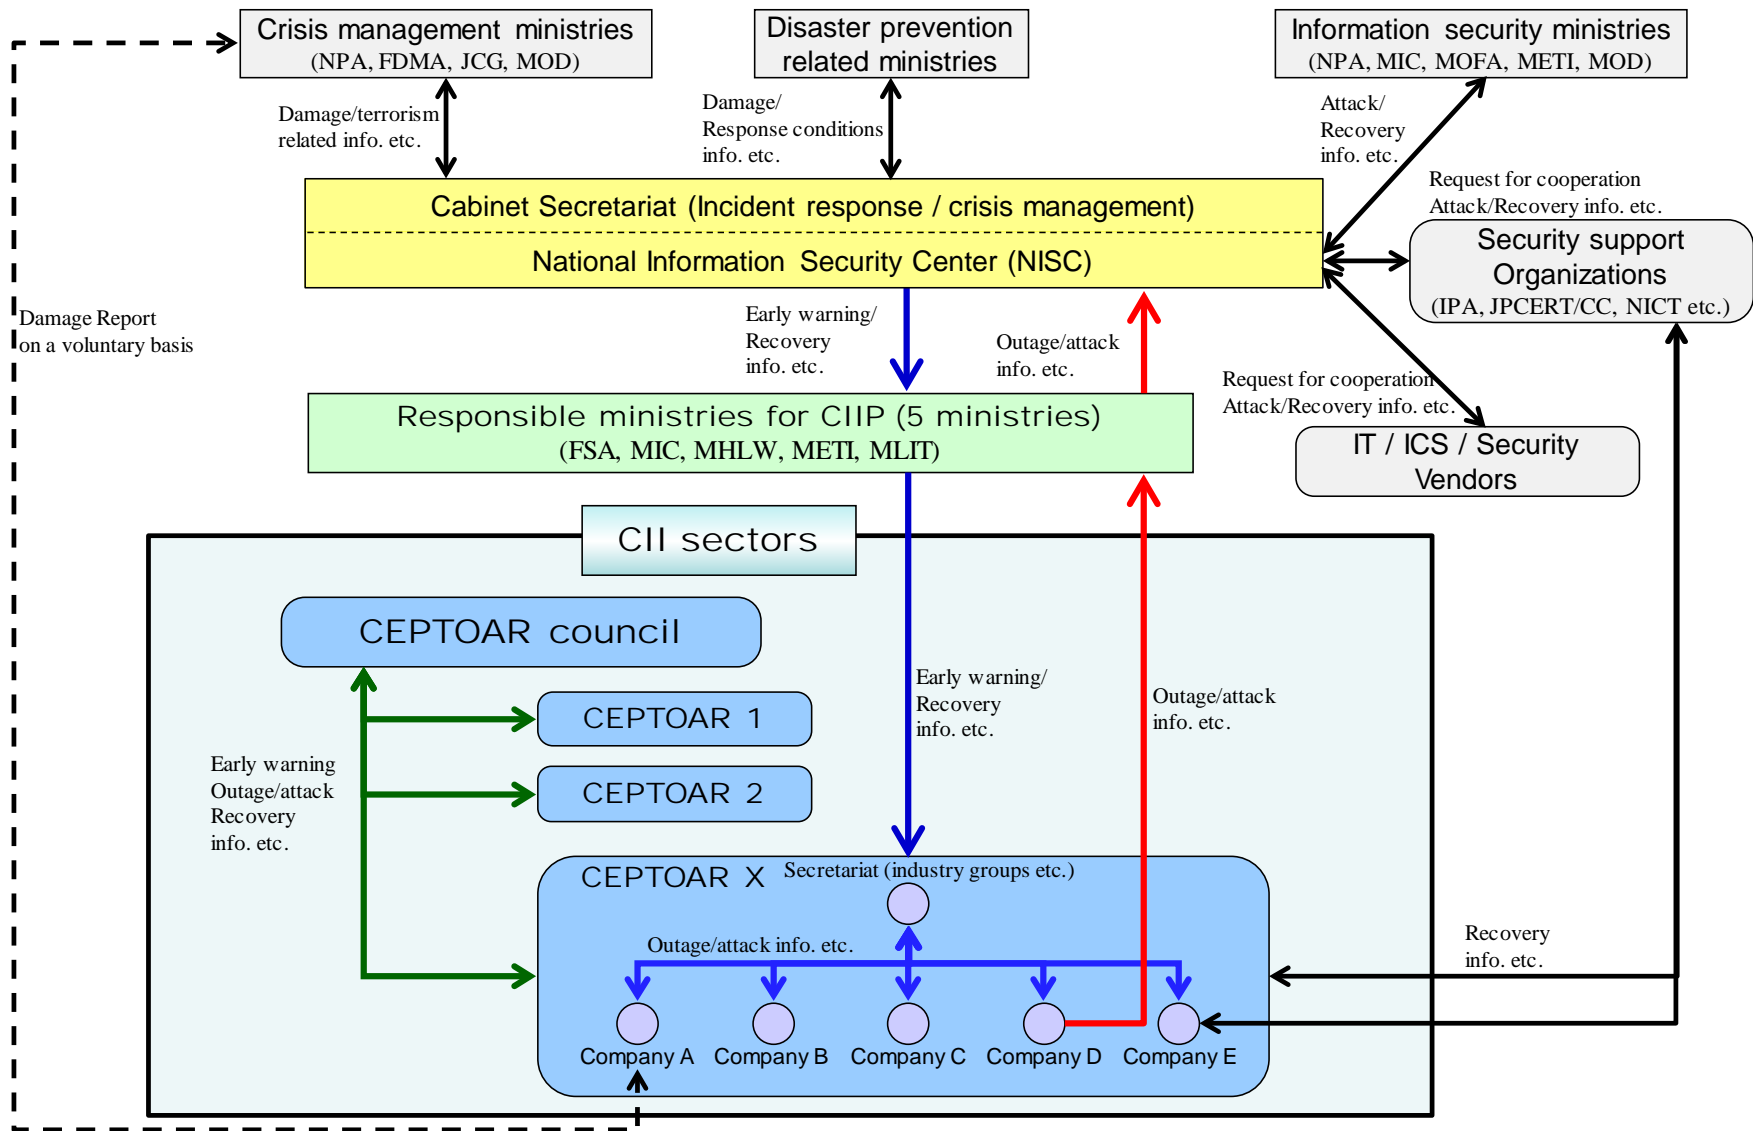 Crisis management ministries
(NPA, FDMA, JCG, MOD)
Disaster prevention
related ministries
Information security ministries
(NPA, MIC, MOFA, METI, MOD)
Damage/terrorism
related info. etc.
Damage/
Response conditions
info. etc.
Attack/
Recovery
info. etc.
Request for cooperation
Attack/Recovery info. etc.
Cabinet Secretariat (Incident response / crisis management)
National Information Security Center (NISC)
Security support
Organizations
(IPA, JPCERT/CC, NICT etc.)
Damage Report
on a voluntary basis
Early warning/
Recovery
info. etc.
Outage/attack
info. etc.
Request for cooperation
Attack/Recovery info. etc.
Responsible ministries for CIIP (5 ministries)
(FSA, MIC, MHLW, METI, MLIT)
IT / ICS / Security
Vendors
CII sectors
CEPTOAR council
CEPTOAR 1
CEPTOAR 2
Early warning/
Recovery
info. etc.
Outage/attack
info. etc.
Early warning
Outage/attack
Recovery
info. etc.
CEPTOAR X
Secretariat (industry groups etc.)
Outage/attack info. etc.
Recovery
info. etc.
Company A
Company B
Company C
Company D
Company E